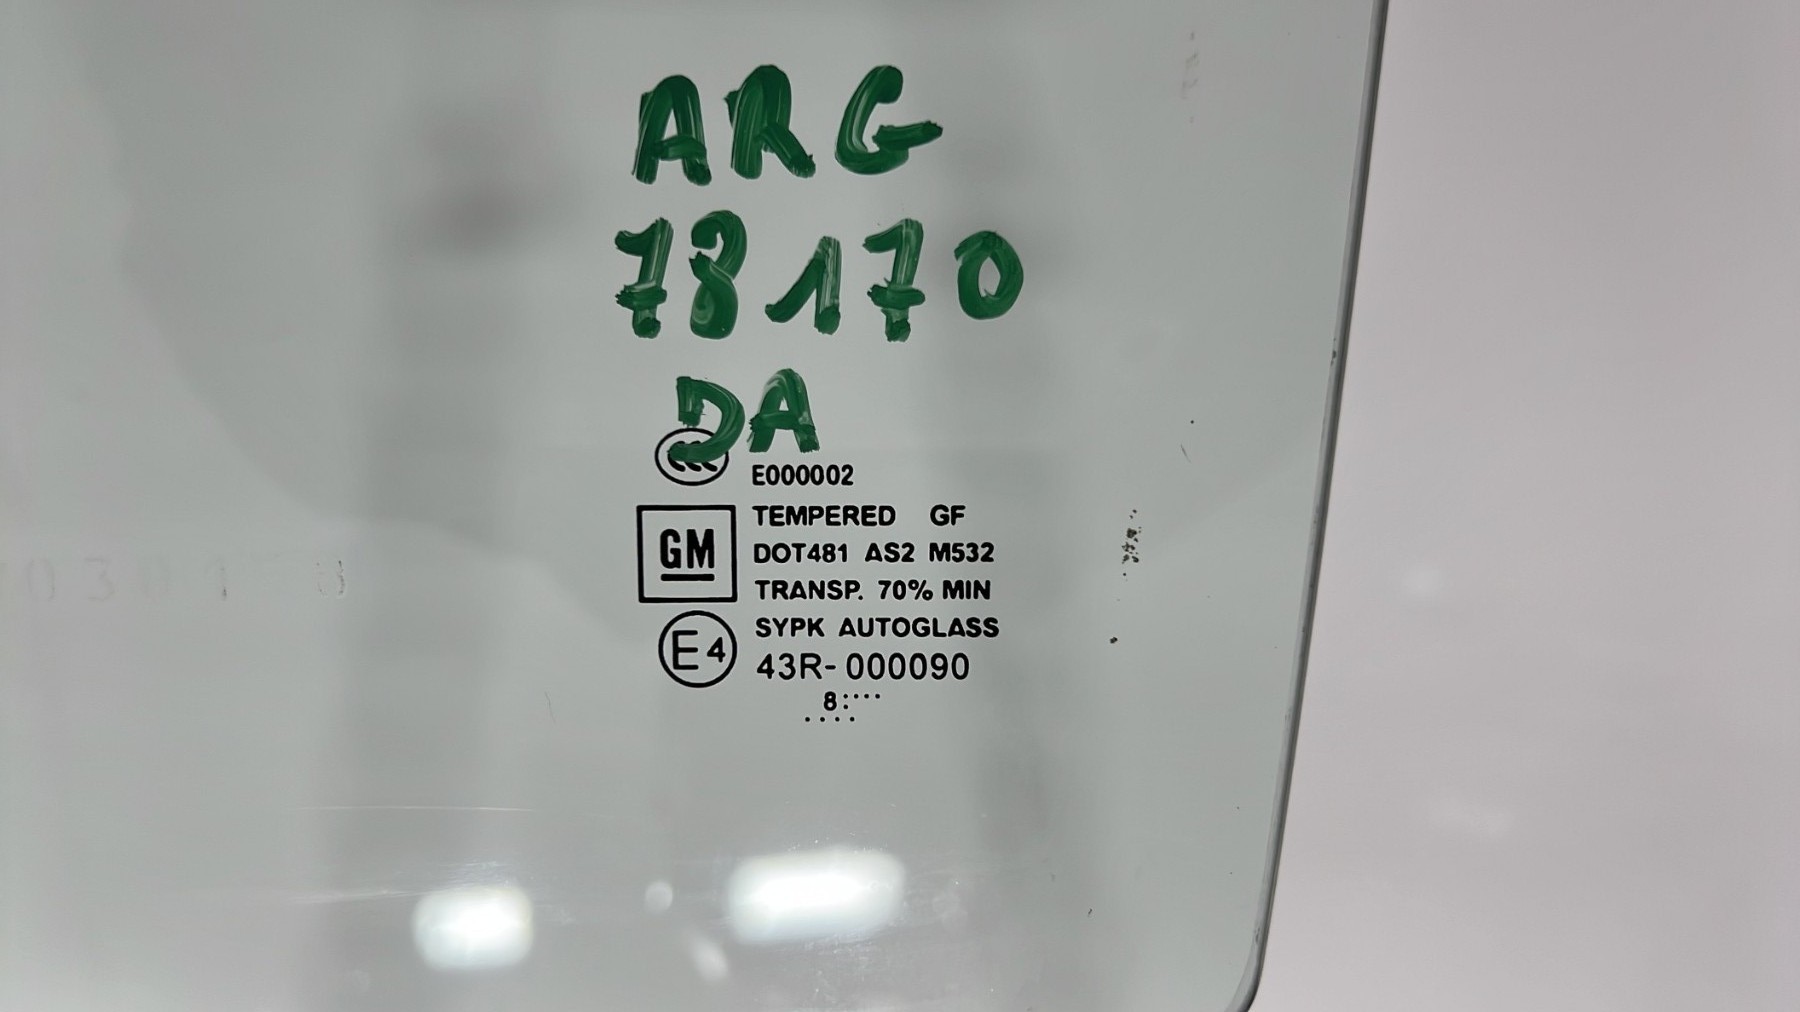 ARG
78170
DA
CCC
E000002
TEMPERED GF
GM
DOT481 AS2 M532
TRANSP. 70% MIN
SYPK AUTOGLASS
E4
43R-000090
8:····
····